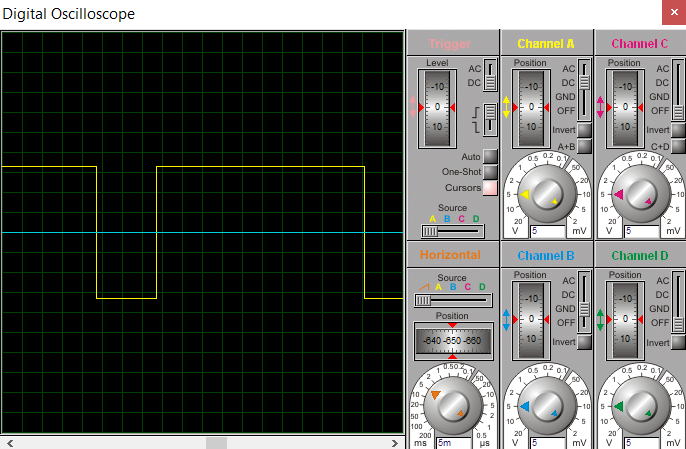 Digital Oscilloscope
Trigger
Level
-10
0
10
AC
DC
Auto
One-Shot
Cursors
Source
A B C D
Channel A
Position
-10
0
10
AC
DC
GND
OFF
Invert
A+B
0.5 0.2 0.1
1 50
2 20
5 10
10 5
20 2
V 5 mV
Channel C
Position
-10
0
10
AC
DC
GND
OFF
Invert
C+D
0.5 0.2 0.1
1 50
2 20
5 10
10 5
20 2
V 5 mV
Horizontal
Source
A B C D
Position
-640 -650 -660
1 0.5 0.2 0.1
2 50
5 20
10 10
20 5
50 2
100 1
200 0.5
ms 5m µs
Channel B
Position
-10
0
10
AC
DC
GND
OFF
Invert
0.5 0.2 0.1
1 50
2 20
5 10
10 5
20 2
V 5 mV
Channel D
Position
-10
0
10
AC
DC
GND
OFF
Invert
0.5 0.2 0.1
1 50
2 20
5 10
10 5
20 2
V 5 mV